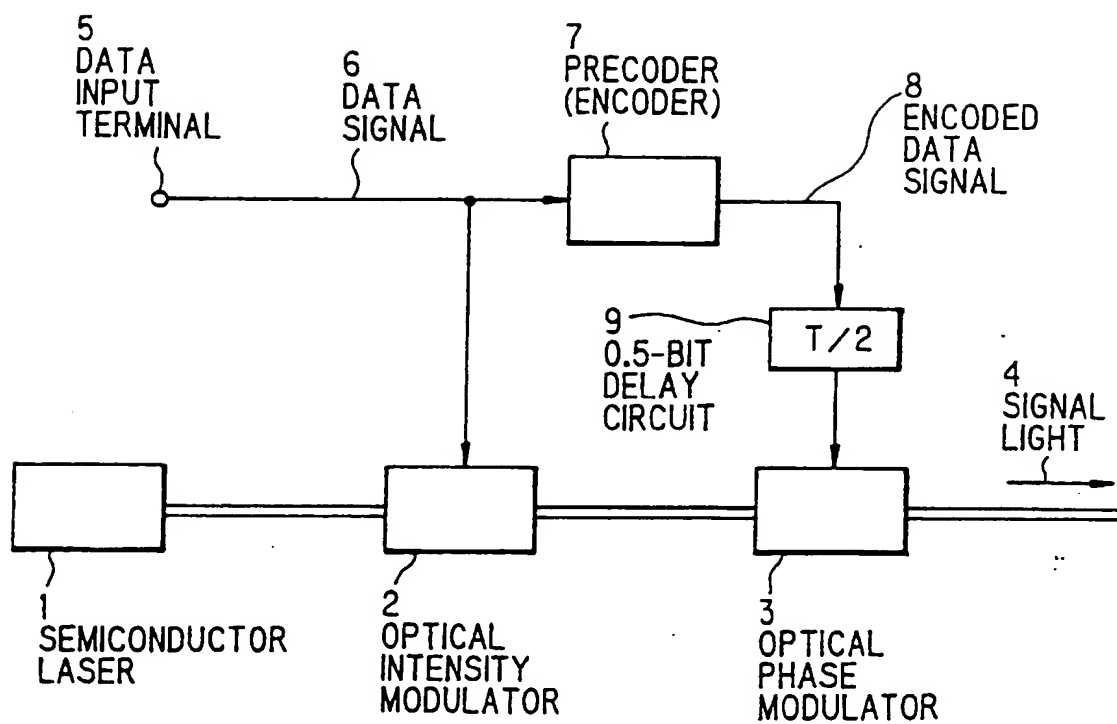 5
DATA
INPUT
TERMINAL
6
DATA
SIGNAL
7
PRECODER
(ENCODER)
8
ENCODED
DATA
SIGNAL
9
0.5-BIT
DELAY
CIRCUIT
T/2
4
SIGNAL
LIGHT
1
SEMICONDUCTOR
LASER
2
OPTICAL
INTENSITY
MODULATOR
3
OPTICAL
PHASE
MODULATOR